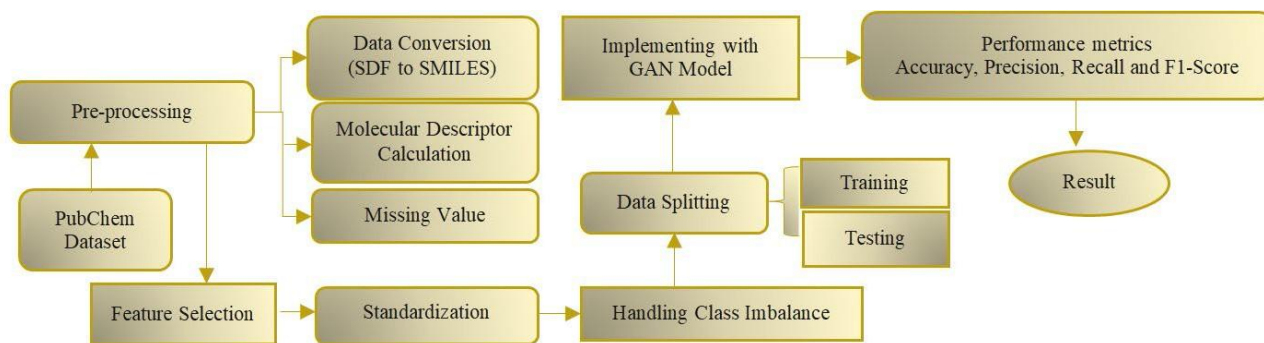 Data Conversion
(SDF to SMILES)
Implementing with
GAN Model
Performance metrics
Accuracy, Precision, Recall and F1-Score
Pre-processing
Molecular Descriptor
Calculation
PubChem
Dataset
Missing Value
Data Splitting
Training
Testing
Result
Feature Selection
Standardization
Handling Class Imbalance